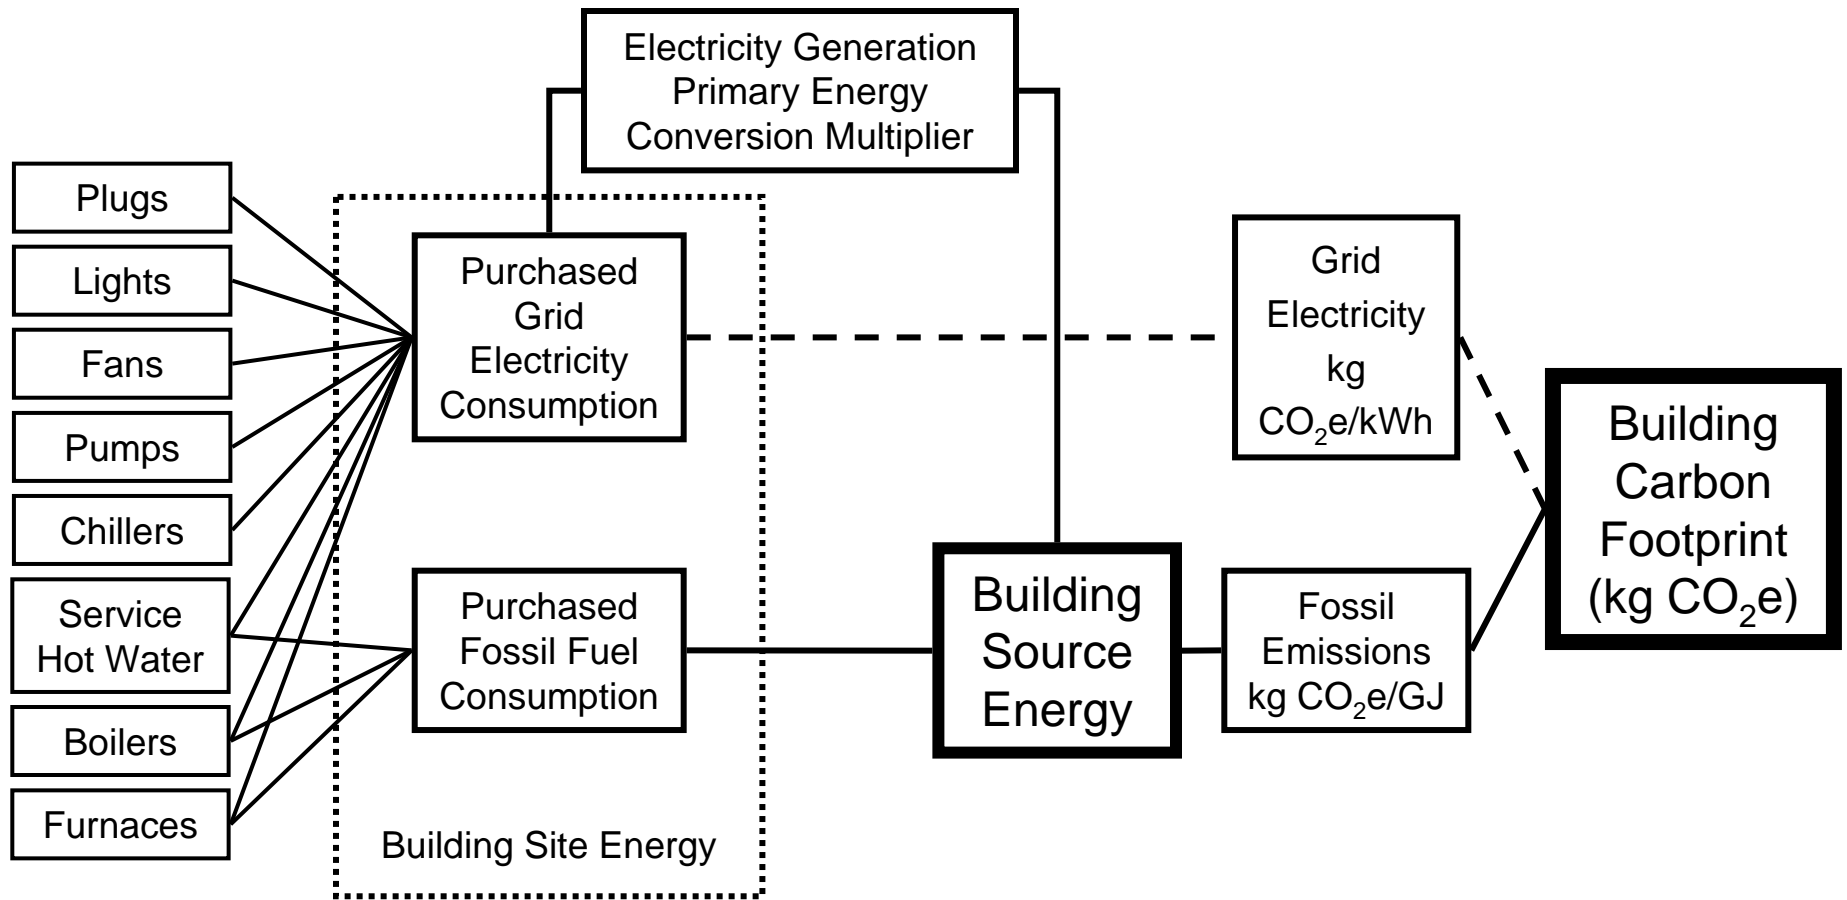 Electricity Generation
Primary Energy
Conversion Multiplier
Plugs
Lights
Fans
Pumps
Chillers
Service
Hot Water
Boilers
Furnaces
Purchased
Grid
Electricity
Consumption
Purchased
Fossil Fuel
Consumption
Building Site Energy
Building
Source
Energy
Grid
Electricity
kg
CO₂e/kWh
Fossil
Emissions
kg CO₂e/GJ
Building
Carbon
Footprint
(kg CO₂e)